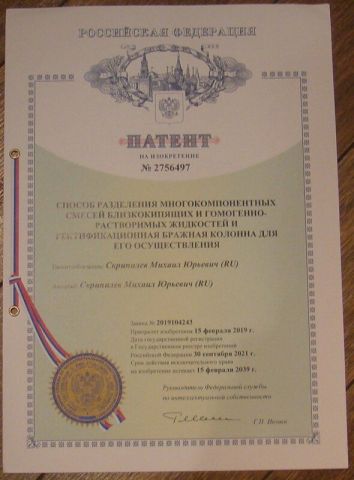 РОССИЙСКАЯ ФЕДЕРАЦИЯ
ПАТЕНТ
НА ИЗОБРЕТЕНИЕ
№ 2756497
СПОСОБ РАЗДЕЛЕНИЯ МНОГОКОМПОНЕНТНЫХ
СМЕСЕЙ БЛИЗКОКИПЯЩИХ И ГОМОГЕННО-
РАСТВОРИМЫХ ЖИДКОСТЕЙ И
РЕКТИФИКАЦИОННАЯ БРАЖНАЯ КОЛОННА ДЛЯ
ЕГО ОСУЩЕСТВЛЕНИЯ
Патентообладатель: Скрипилев Михаил Юрьевич (RU)
Автор(ы): Скрипилев Михаил Юрьевич (RU)
Заявка № 2019104243
Приоритет изобретения 15 февраля 2019 г.
Дата государственной регистрации
в Государственном реестре изобретений
Российской Федерации 30 сентября 2021 г.
Срок действия исключительного права
на изобретение истекает 15 февраля 2039 г.
Руководитель Федеральной службы
по интеллектуальной собственности
Г.П. Ивлиев